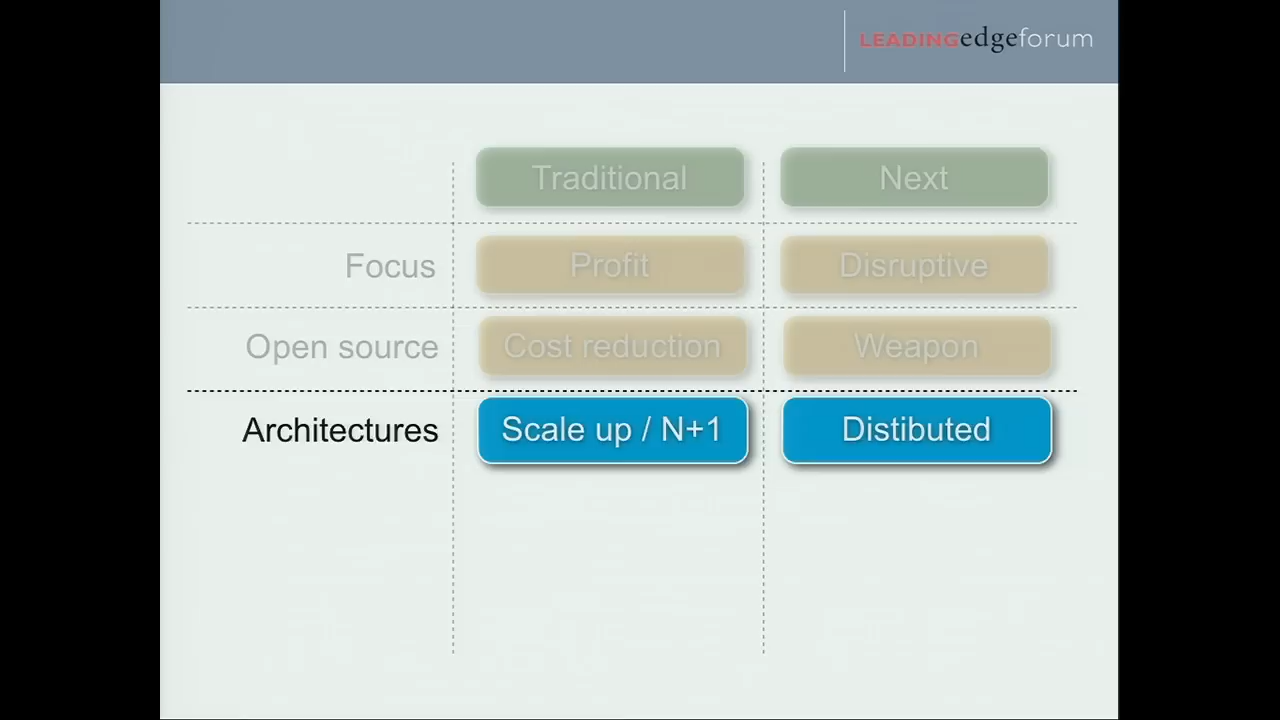 LEADINGedgeforum
Traditional Next
Focus Profit Disruptive
Open source Cost reduction Weapon
Architectures Scale up / N+1 Distibuted